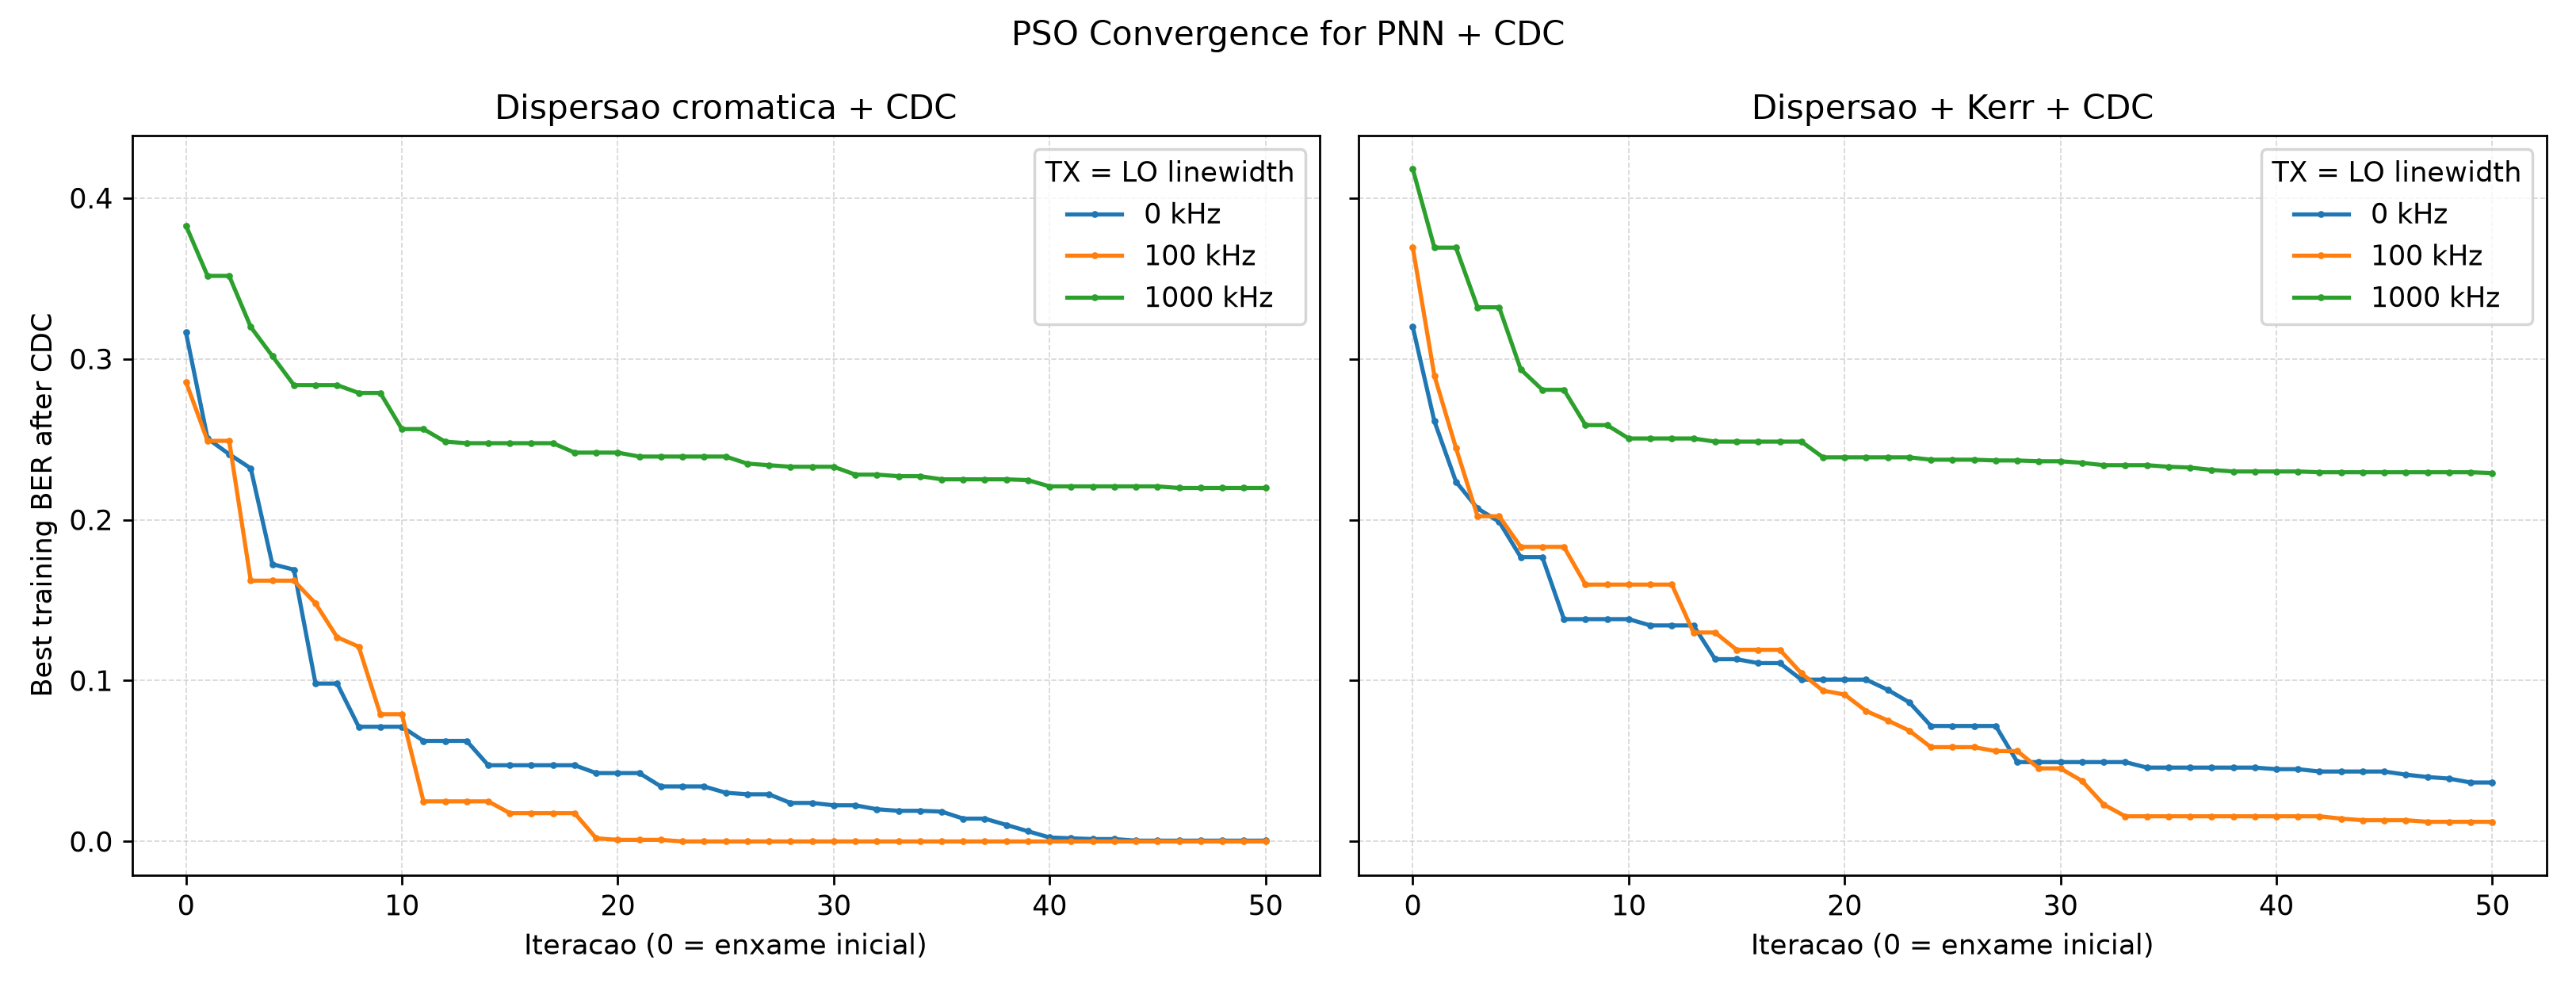 PSO Convergence for PNN + CDC
Dispersao cromatica + CDC
Best training BER after CDC
0.4
0.3
0.2
0.1
0.0
TX = LO linewidth
0 kHz
100 kHz
1000 kHz
0 10 20 30 40 50
Iteracao (0 = enxame inicial)
Dispersao + Kerr + CDC
TX = LO linewidth
0 kHz
100 kHz
1000 kHz
0 10 20 30 40 50
Iteracao (0 = enxame inicial)